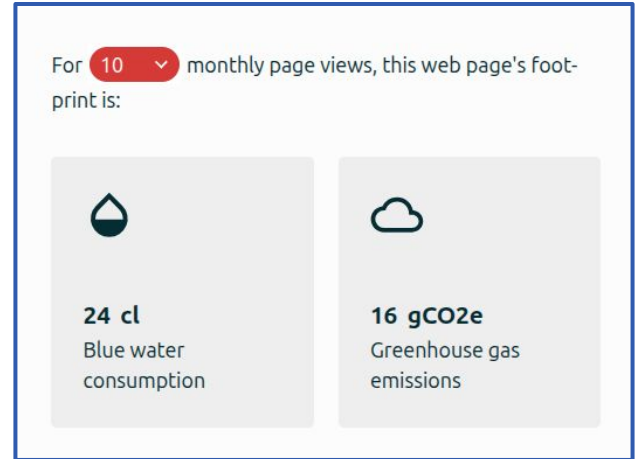 For 10 monthly page views, this web page's foot-
print is:
24 cl
Blue water
consumption
16 gCO2e
Greenhouse gas
emissions